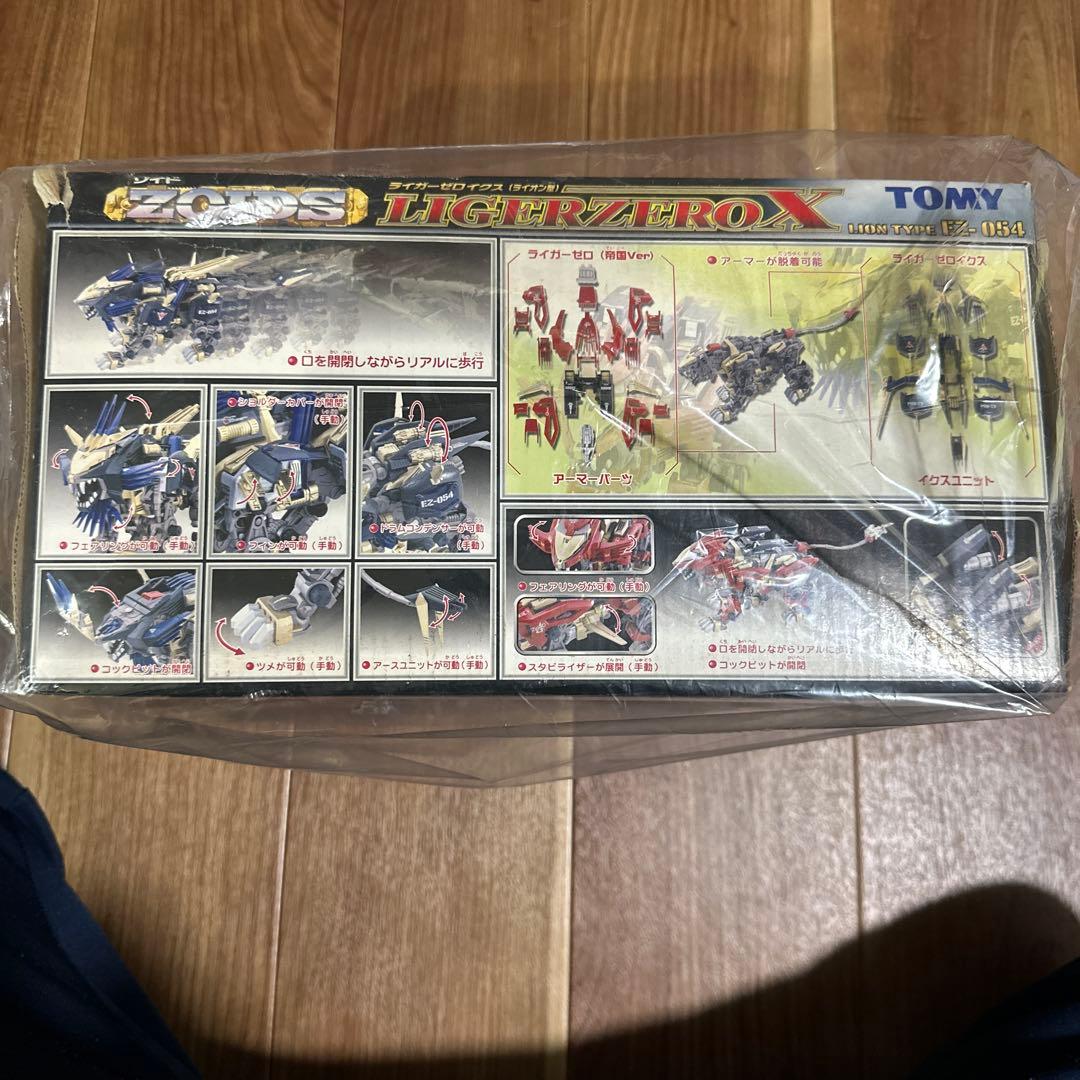 ゾイド
ZOIDS
ライガーゼロイクス(ライオン型)
LIGERZERO X
TOMY
LION TYPE EZ-054
EZ-054
●口を開閉しながらリアルに歩行
ライガーゼロ(帝国Ver)
●アーマーが脱着可能
ライガーゼロイクス
アーマーパーツ
イクスユニット
●フェアリングが可動(手動)
●ショルダーカバーが開閉
(手動)
●フィンが可動(手動)
EZ-054
●ドラムコンデンサーが可動
(手動)
●コックピットが開閉
●ツメが可動(手動)
●アースユニットが可動(手動)
●フェアリングが可動(手動)
●スタビライザーが展開(手動)
●口を開閉しながらリアルに歩行
●コックピットが開閉